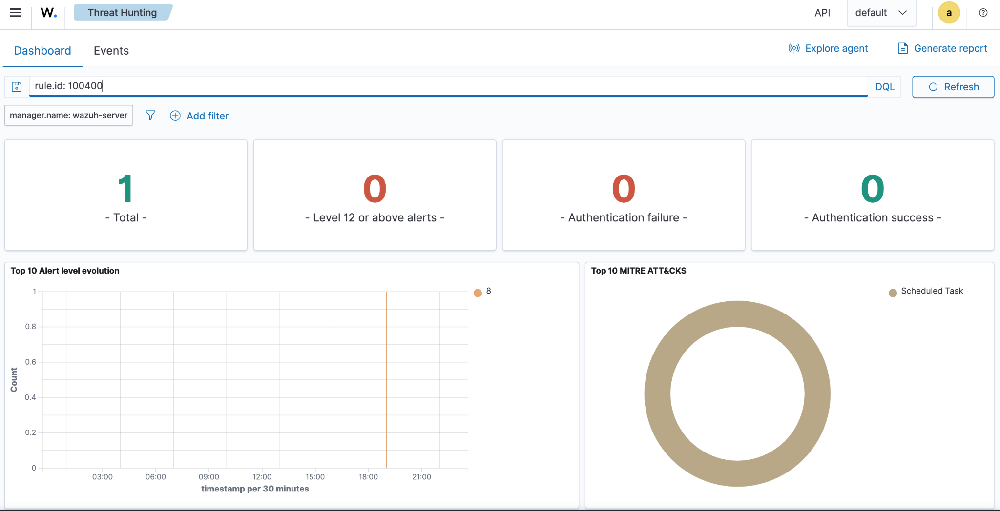 W. Threat Hunting API default a
Dashboard Events Explore agent Generate report
rule.id: 100400 DQL Refresh
manager.name: wazuh-server Add filter
1 0 0 0
- Total - - Level 12 or above alerts - - Authentication failure - - Authentication success -
Top 10 Alert level evolution
1
0.8
0.6
0.4
0.2
0
Count
03:00 06:00 09:00 12:00 15:00 18:00 21:00
timestamp per 30 minutes
8
Top 10 MITRE ATT&CKS
Scheduled Task